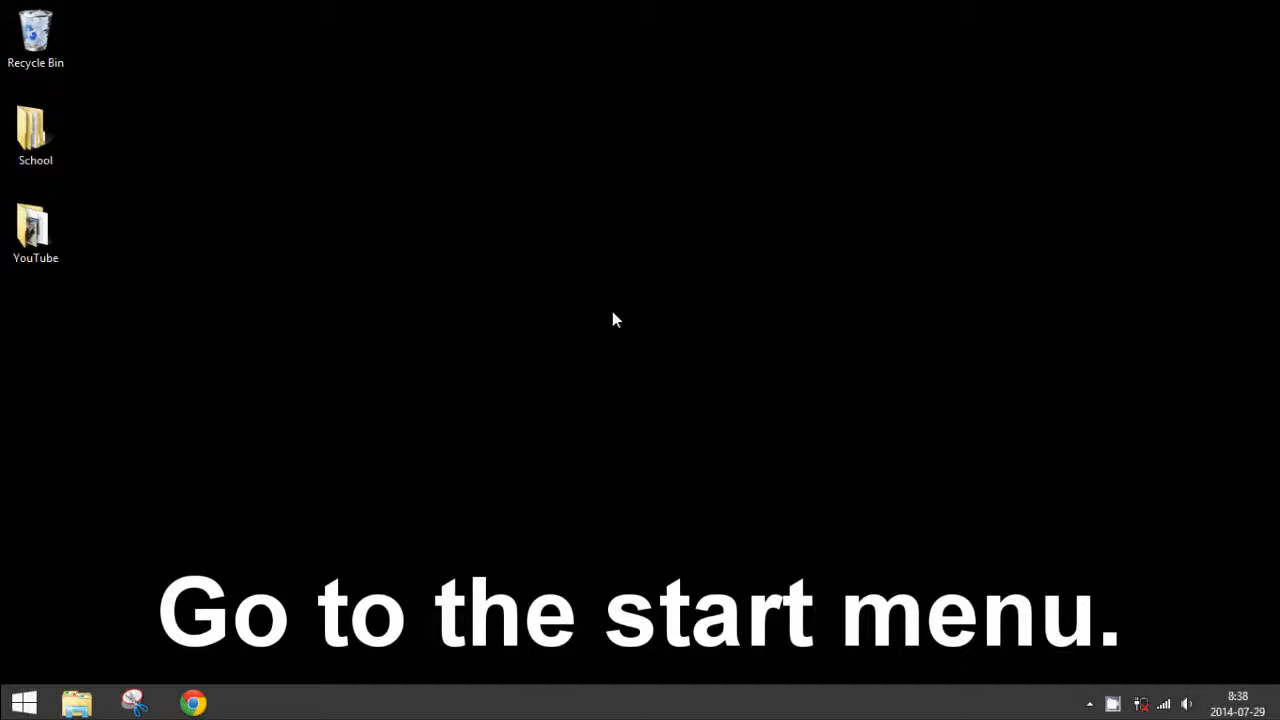 Recycle Bin
School
YouTube
Go to the start menu.
8:38
2014-07-29